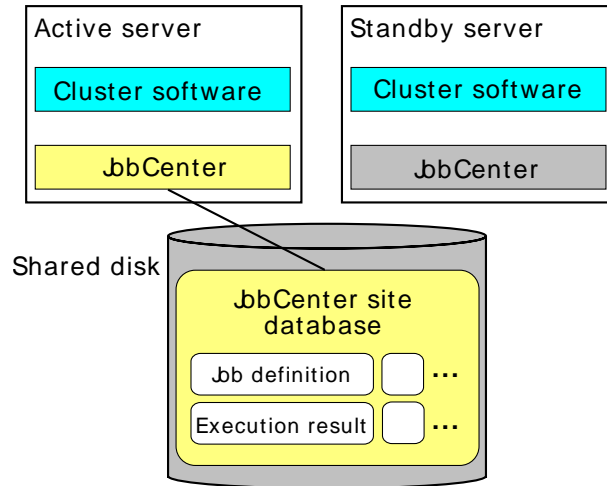 Active server
Standby server
Cluster software
Cluster software
JobCenter
JobCenter
Shared disk
JobCenter site
database
Job definition
...
Execution result
...